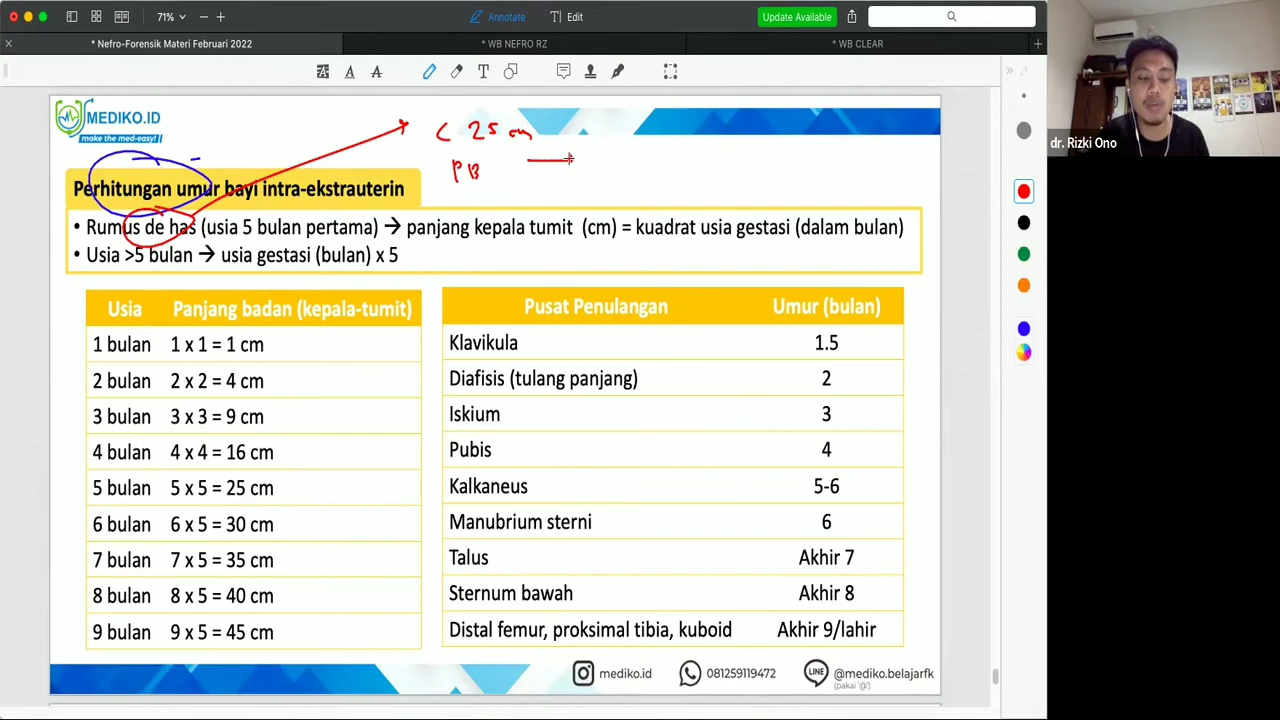 71%
Annotate
Edit
Update Available
* Nefro-Forensik Materi Februari 2022
* WB NEFRO RZ
* WB CLEAR
dr. Rizki Ono
MEDIKO.ID
make the med-easy!
< 25 cm
PB
Perhitungan umur bayi intra-ekstrauterin
• Rumus de has (usia 5 bulan pertama) → panjang kepala tumit (cm) = kuadrat usia gestasi (dalam bulan)
• Usia >5 bulan → usia gestasi (bulan) x 5
Usia Panjang badan (kepala-tumit)
1 bulan 1 x 1 = 1 cm
2 bulan 2 x 2 = 4 cm
3 bulan 3 x 3 = 9 cm
4 bulan 4 x 4 = 16 cm
5 bulan 5 x 5 = 25 cm
6 bulan 6 x 5 = 30 cm
7 bulan 7 x 5 = 35 cm
8 bulan 8 x 5 = 40 cm
9 bulan 9 x 5 = 45 cm
Pusat Penulangan Umur (bulan)
Klavikula 1.5
Diafisis (tulang panjang) 2
Iskium 3
Pubis 4
Kalkaneus 5-6
Manubrium sterni 6
Talus Akhir 7
Sternum bawah Akhir 8
Distal femur, proksimal tibia, kuboid Akhir 9/lahir
mediko.id
081259119472
LINE
@mediko.belajarfk
(pakai '@')